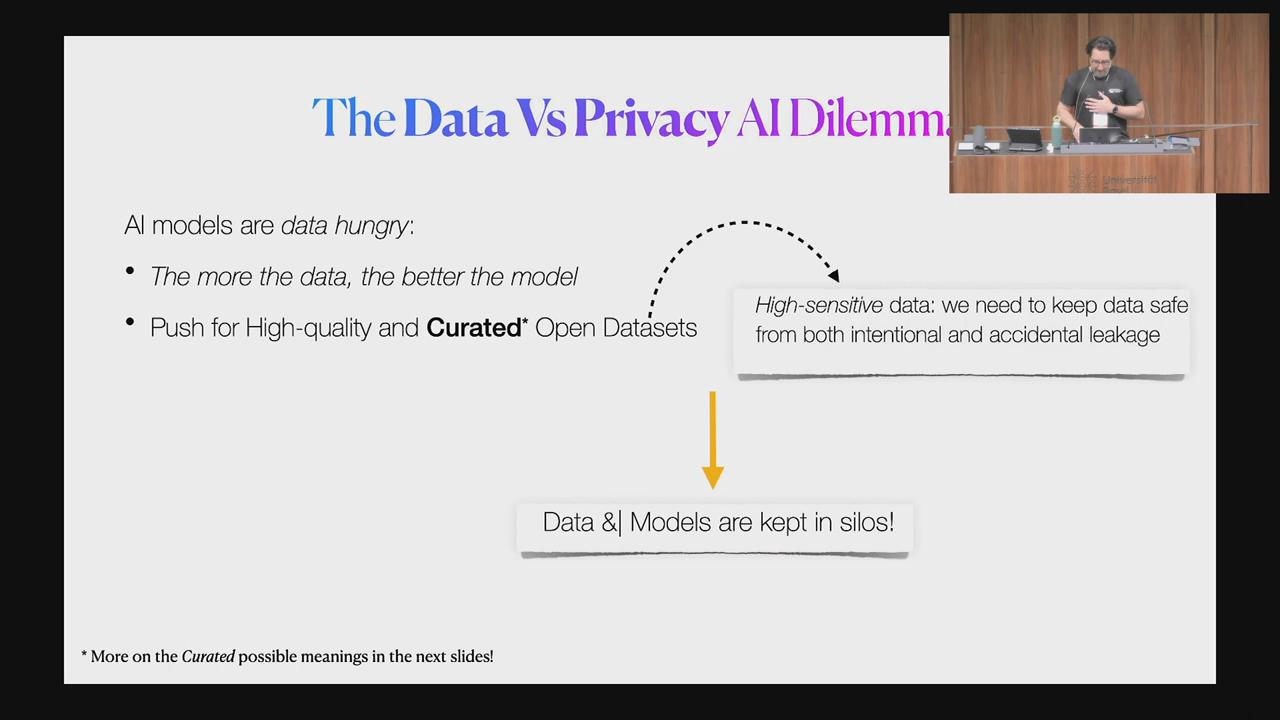 The Data Vs Privacy AI Dilemma
AI models are data hungry:
• The more the data, the better the model
• Push for High-quality and Curated* Open Datasets
High-sensitive data: we need to keep data safe
from both intentional and accidental leakage
Data &| Models are kept in silos!
* More on the Curated possible meanings in the next slides!
Universität